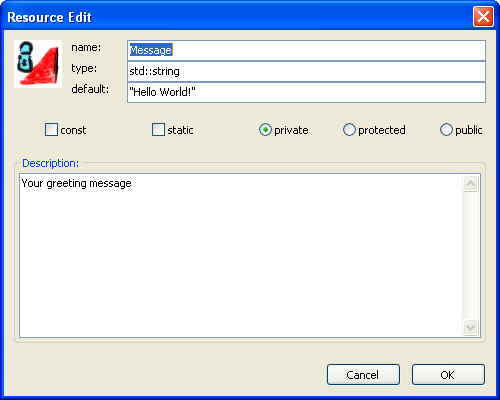 Resource Edit
name: Message
type: std::string
default: "Hello World!"
const static private protected public
Description:
Your greeting message
Cancel OK